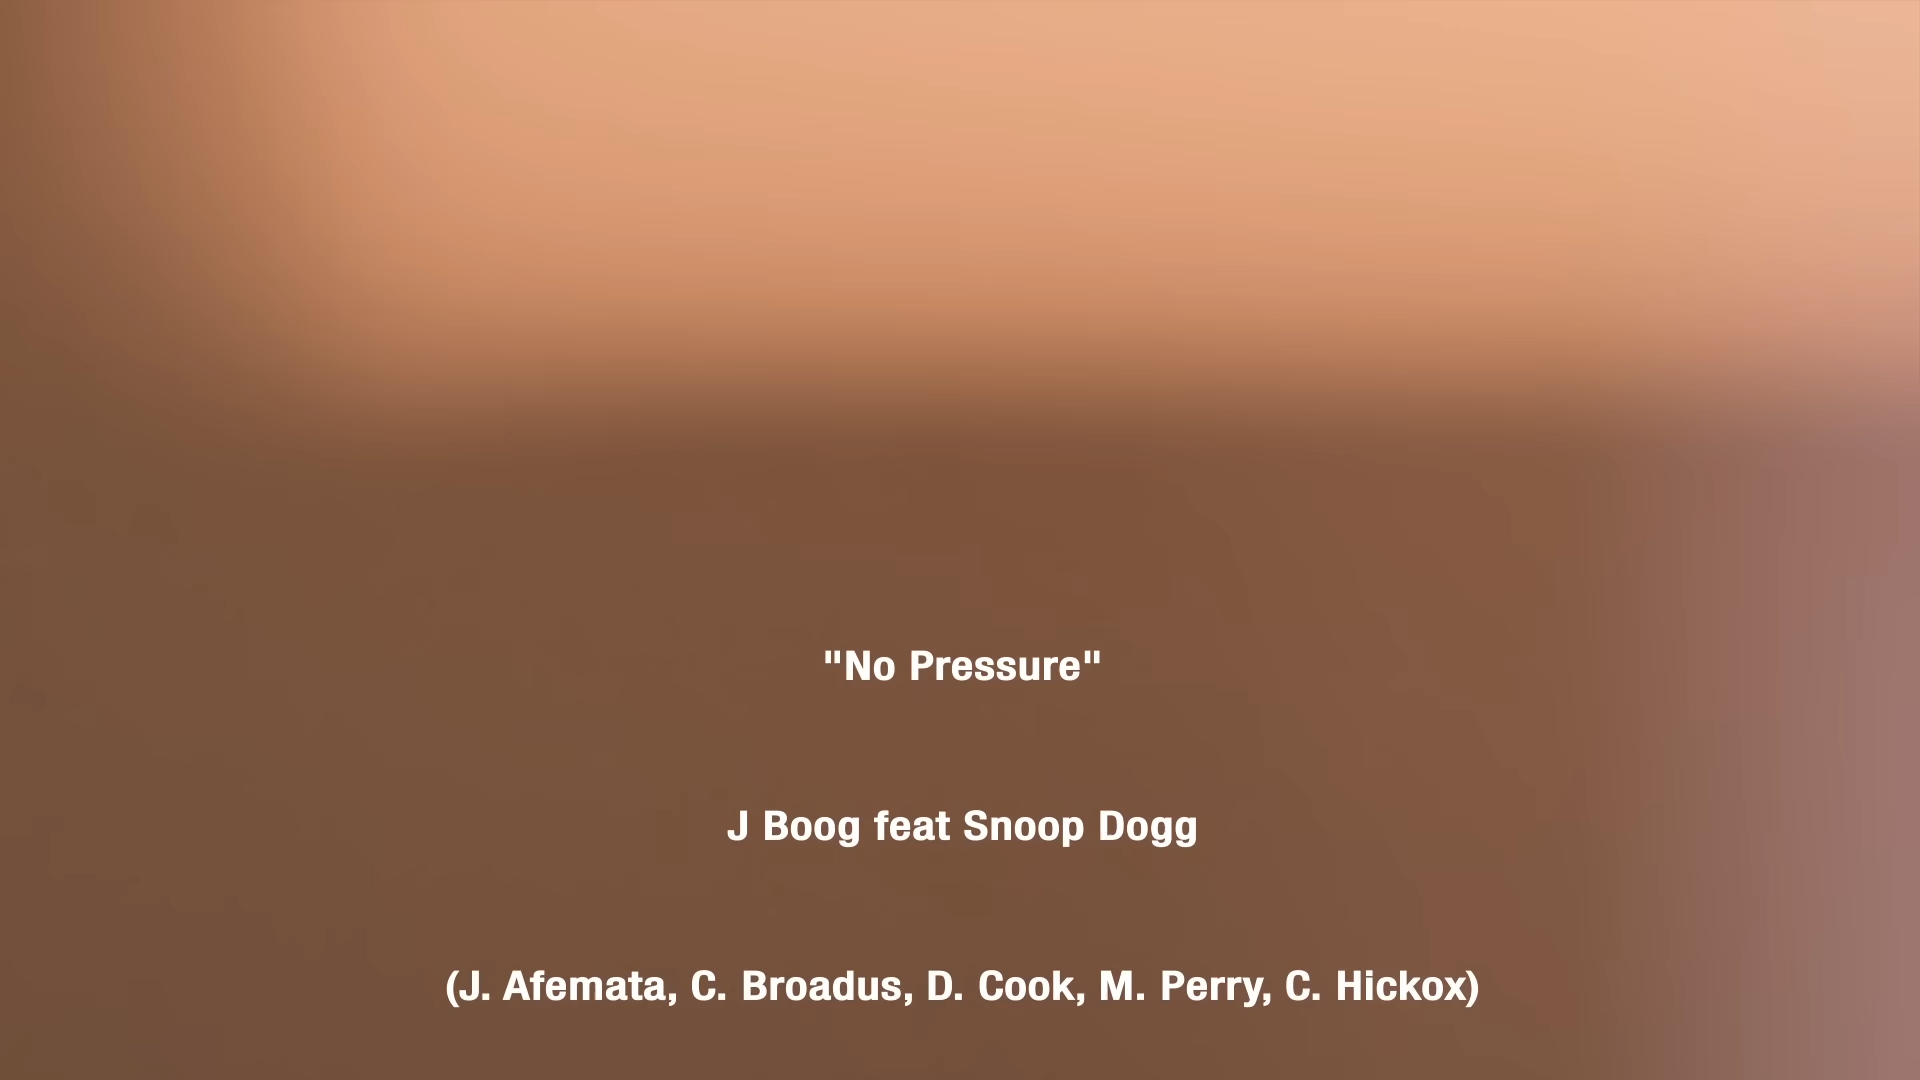 "No Pressure"
J Boog feat Snoop Dogg
(J. Afemata, C. Broadus, D. Cook, M. Perry, C. Hickox)